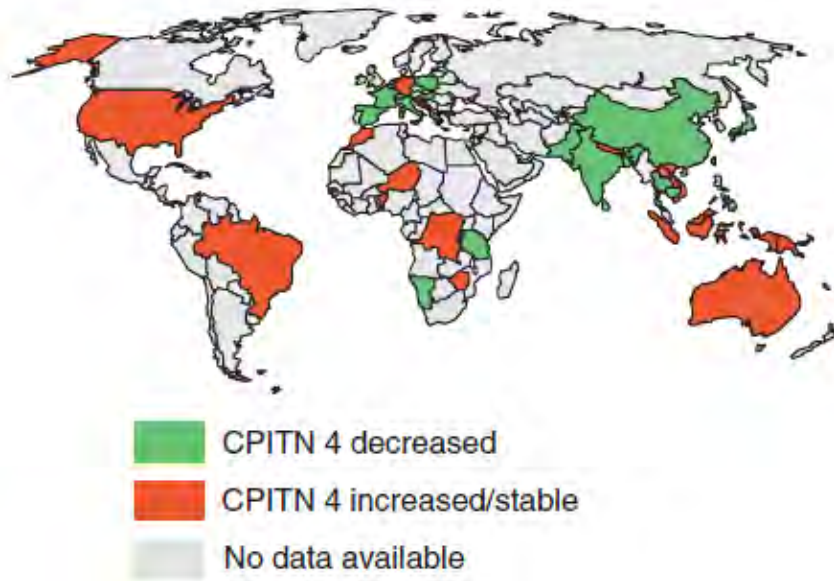 CPITN 4 decreased
CPITN 4 increased/stable
No data available